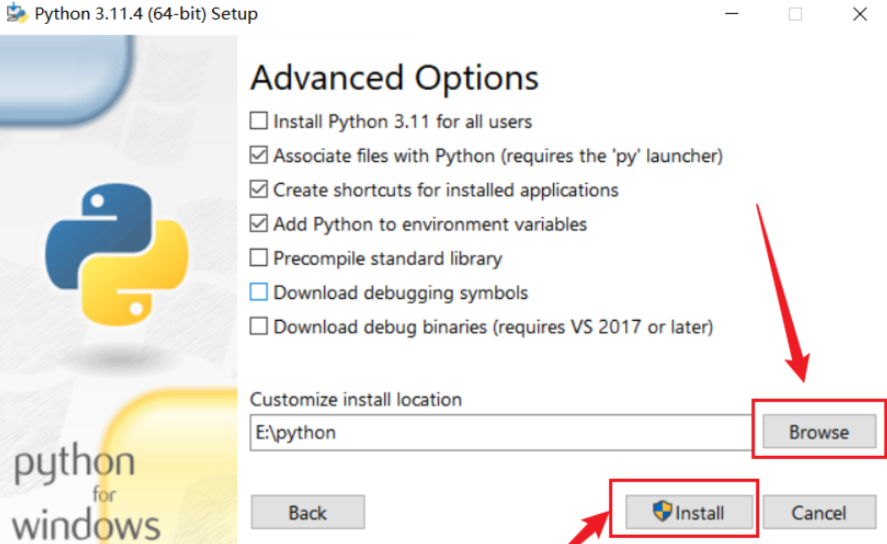 Python 3.11.4 (64-bit) Setup
Advanced Options
Install Python 3.11 for all users
Associate files with Python (requires the 'py' launcher)
Create shortcuts for installed applications
Add Python to environment variables
Precompile standard library
Download debugging symbols
Download debug binaries (requires VS 2017 or later)
Customize install location
E:\python
Browse
python
for
windows
Back
Install
Cancel